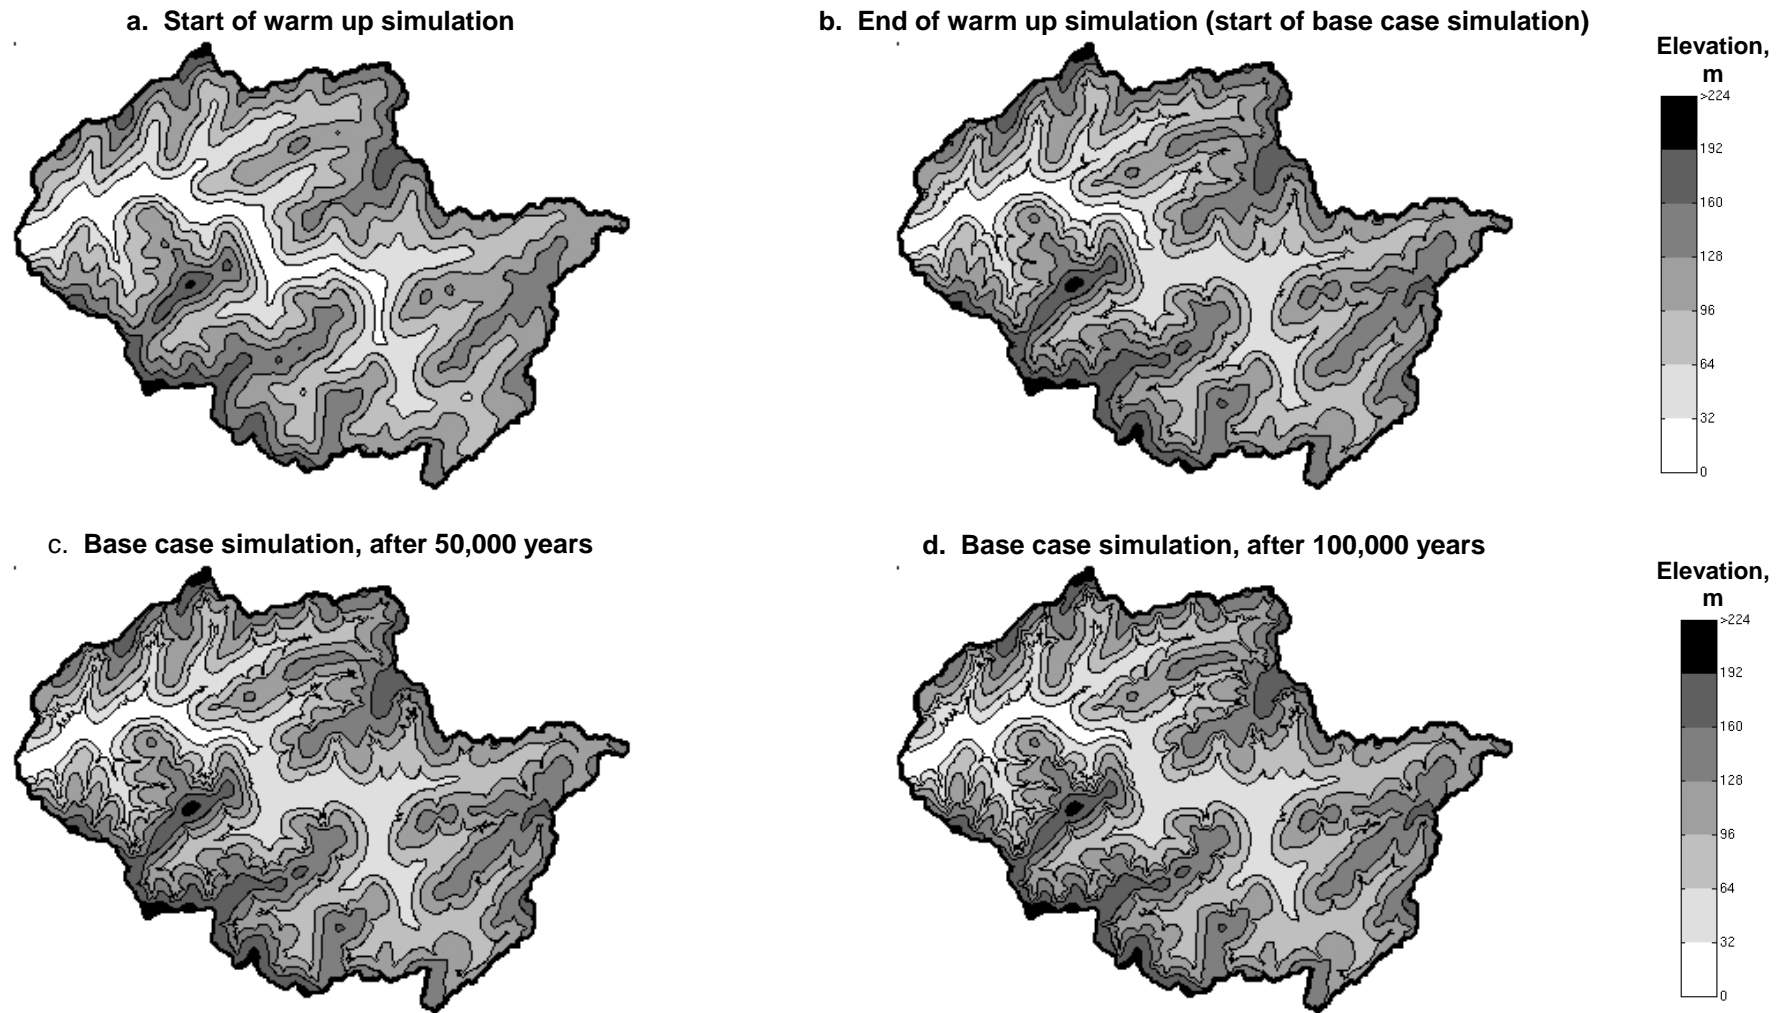 a. Start of warm up simulation
b. End of warm up simulation (start of base case simulation)
Elevation,
m
>224
192
160
128
96
64
32
0
c. Base case simulation, after 50,000 years
d. Base case simulation, after 100,000 years
Elevation,
m
>224
192
160
128
96
64
32
0